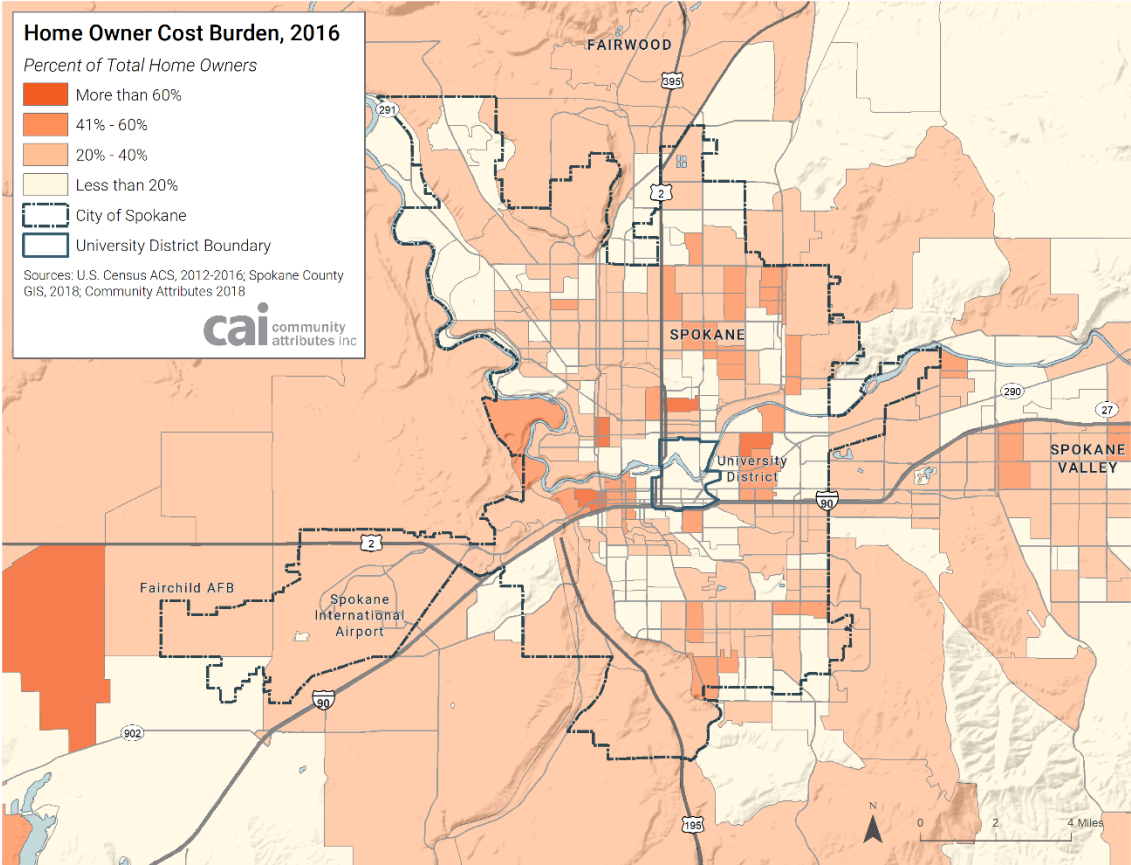 Home Owner Cost Burden, 2016
Percent of Total Home Owners
More than 60%
41% - 60%
20% - 40%
Less than 20%
City of Spokane
University District Boundary
Sources: U.S. Census ACS, 2012-2016; Spokane County
GIS, 2018; Community Attributes 2018
cai community
attributes inc
FAIRWOOD
395
291
2
SPOKANE
290
27
SPOKANE
VALLEY
University
District
90
2
Fairchild AFB
Spokane
International
Airport
90
902
195
N
0 2 4 Miles